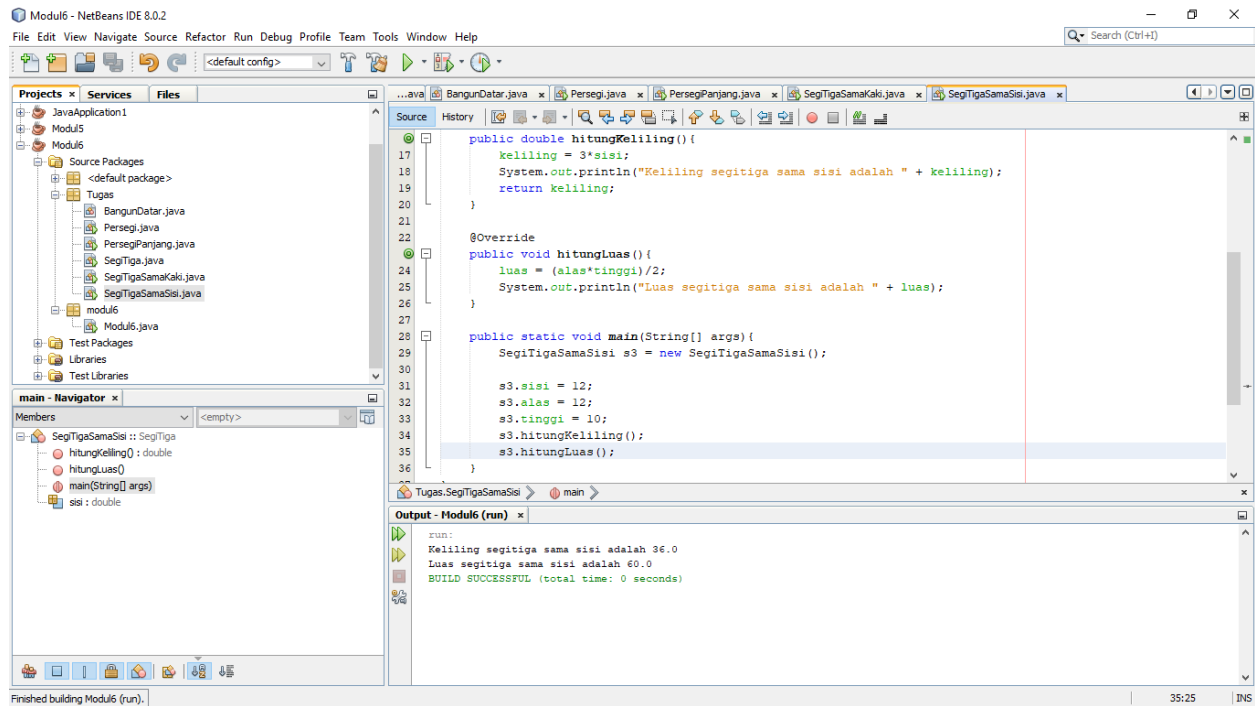 Modul6 - NetBeans IDE 8.0.2
File Edit View Navigate Source Refactor Run Debug Profile Team Tools Window Help
Search (Ctrl+I)
<default config>
Projects Services Files
JavaApplication1
Modul5
Modul6
Source Packages
<default package>
Tugas
BangunDatar.java
Persegi.java
PersegiPanjang.java
SegiTiga.java
SegiTigaSamaKaki.java
SegiTigaSamaSisi.java
modul6
Modul6.java
Test Packages
Libraries
Test Libraries
main - Navigator
Members <empty>
SegiTigaSamaSisi :: SegiTiga
hitungKeliling() : double
hitungLuas()
main(String[] args)
sisi : double
...ava BangunDatar.java Persegi.java PersegiPanjang.java SegiTigaSamaKaki.java SegiTigaSamaSisi.java
Source History
public double hitungKeliling(){
17 keliling = 3*sisi;
18 System.out.println("Keliling segitiga sama sisi adalah " + keliling);
19 return keliling;
20 }
21
22 @Override
public void hitungLuas(){
24 luas = (alas*tinggi)/2;
25 System.out.println("Luas segitiga sama sisi adalah " + luas);
26 }
27
28 public static void main(String[] args){
29 SegiTigaSamaSisi s3 = new SegiTigaSamaSisi();
30
31 s3.sisi = 12;
32 s3.alas = 12;
33 s3.tinggi = 10;
34 s3.hitungKeliling();
35 s3.hitungLuas();
36 }
Tugas.SegiTigaSamaSisi main
Output - Modul6 (run)
run:
Keliling segitiga sama sisi adalah 36.0
Luas segitiga sama sisi adalah 60.0
BUILD SUCCESSFUL (total time: 0 seconds)
Finished building Modul6 (run).
35:25 INS